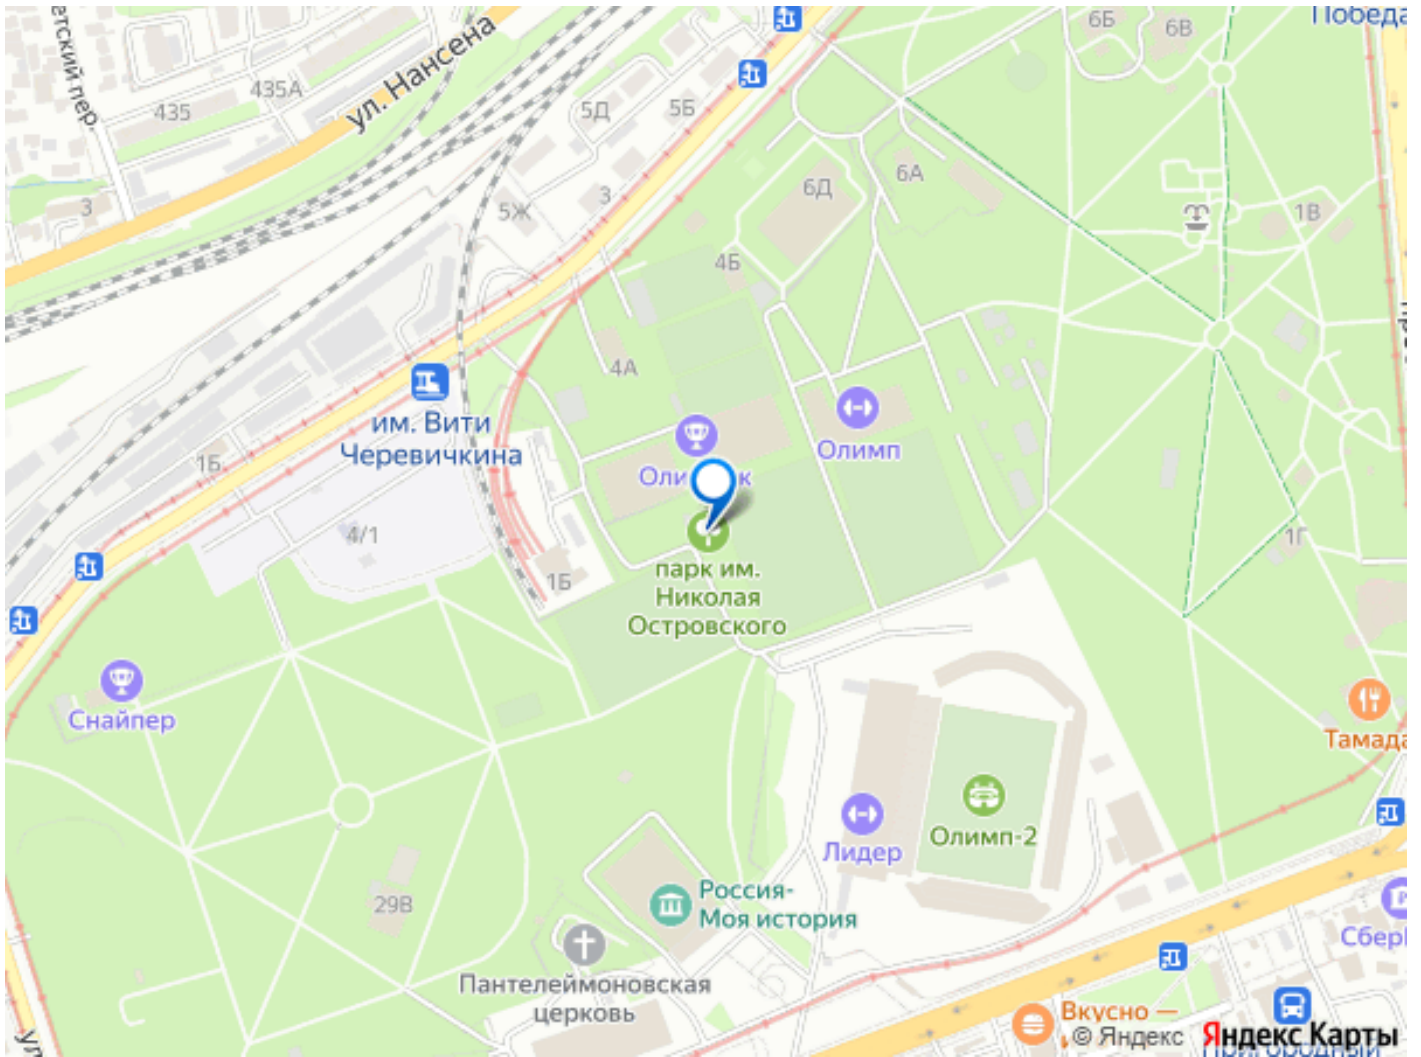 Победа
6Б
6В
435А
435
ул. Нансена
5Д
5Б
6Д
6А
3
5Ж
3
1В
4Б
4А
им. Вити
Черевичкина
Олимп
1Б
4/1
1Г
1Б
парк им.
Николая
Островского
Снайпер
Тамада
Олимп-2
Лидер
Россия-
Моя история
29В
Пантелеймоновская
церковь
Вкусно —
© Яндекс
Яндекс Карты